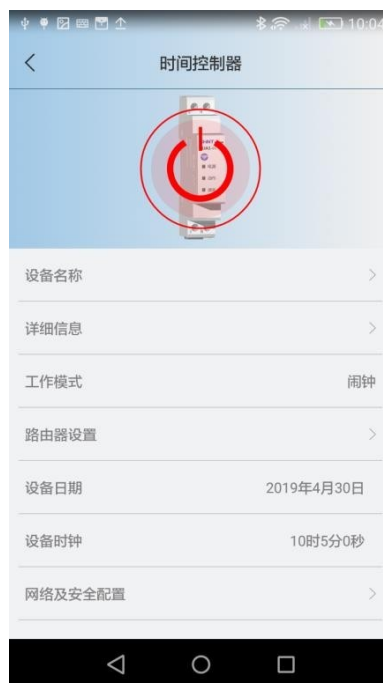 10:04
时间控制器
设备名称
详细信息
工作模式 闹钟
路由器设置
设备日期 2019年4月30日
设备时钟 10时5分0秒
网络及安全配置